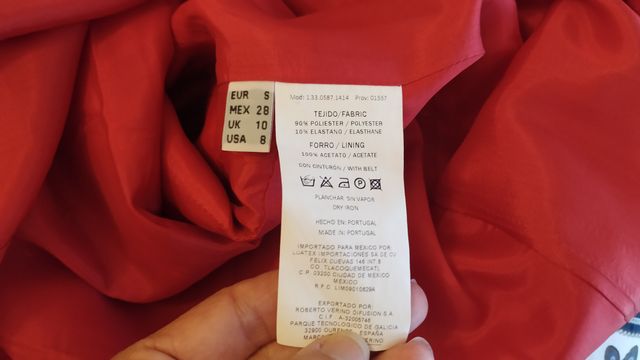 EUR S
MEX 28
UK 10
USA 8
Mod: 133.0587.1414 Prov: 01557
TEJIDO/FABRIC
90% POLIESTER / POLYESTER
10% ELASTANO / ELASTHANE
FORRO / LINING
100% ACETATO / ACETATE
CON CINTURON / WITH BELT
PLANCHAR, SIN VAPOR
DRY IRON
HECHO EN: PORTUGAL
MADE IN: PORTUGAL
IMPORTADO PARA MEXICO POR:
IMPORTACIONES SA DE CV
FELIX CUEVAS 146 INT 8
CO. TLACOQUEMECATL
C.P. 03200 CIUDAD DE MEXICO
MEXICO
R.F.C.
EXPORTADO POR:
ROBERTO VERINO DIFUSION S.A.
C.I.F. A-32006746
PARQUE TECNOLOGICO DE GALICIA
32900 OURENSE - ESPAÑA